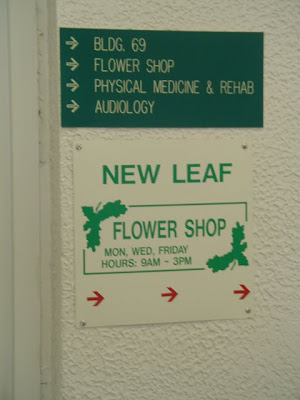 → BLDG. 69
→ FLOWER SHOP
→ PHYSICAL MEDICINE & REHAB
→ AUDIOLOGY
NEW LEAF
FLOWER SHOP
MON, WED, FRIDAY
HOURS: 9AM - 3PM
→ → →